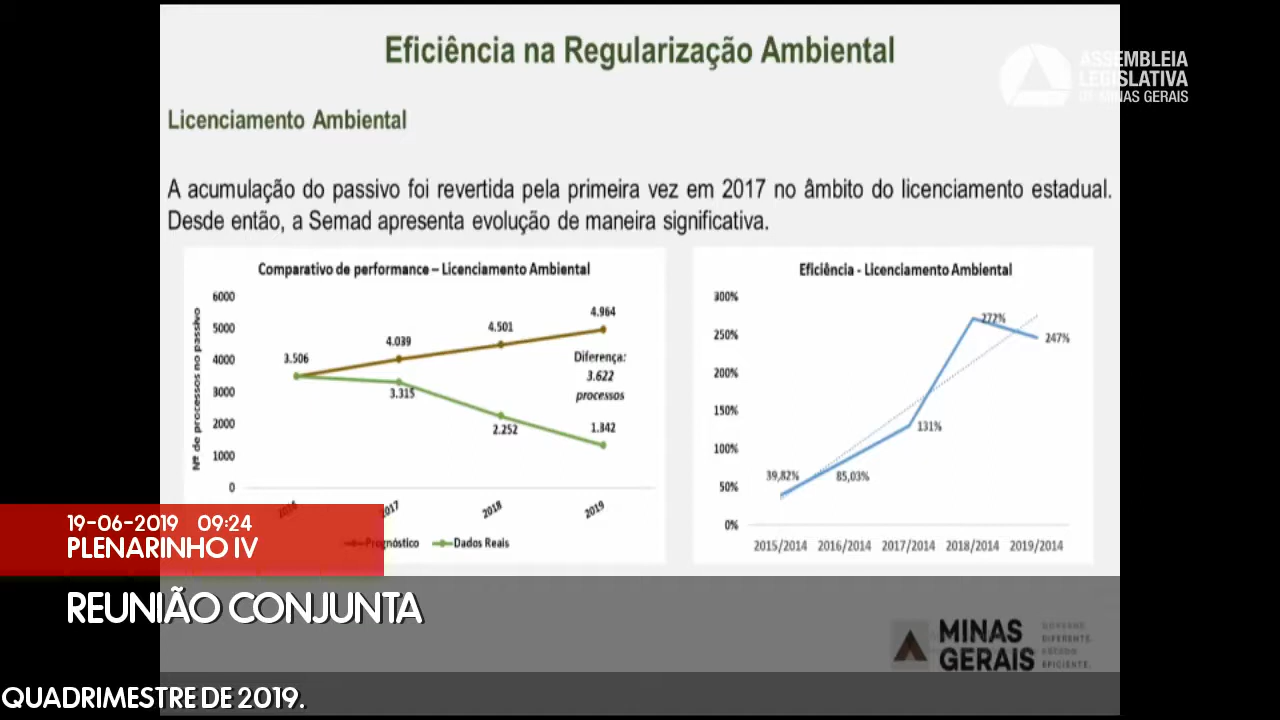 Eficiência na Regularização Ambiental
ASSEMBLEIA
LEGISLATIVA
DE MINAS GERAIS
Licenciamento Ambiental
A acumulação do passivo foi revertida pela primeira vez em 2017 no âmbito do licenciamento estadual.
Desde então, a Semad apresenta evolução de maneira significativa.
Comparativo de performance – Licenciamento Ambiental
Nº de processos no passivo
6000
5000
4000
3000
2000
1000
0
3.506
4.039
4.501
4.964
3.315
2.252
1.342
Diferença:
3.622
processos
2016
2017
2018
2019
Prognóstico
Dados Reais
Eficiência - Licenciamento Ambiental
300%
250%
200%
150%
100%
50%
0%
39,82%
85,03%
131%
272%
247%
2015/2014
2016/2014
2017/2014
2018/2014
2019/2014
19-06-2019 09:24
PLENARINHO IV
REUNIÃO CONJUNTA
MINAS
GERAIS
GOVERNO
DIFERENTE.
ESTADO
EFICIENTE.
QUADRIMESTRE DE 2019.